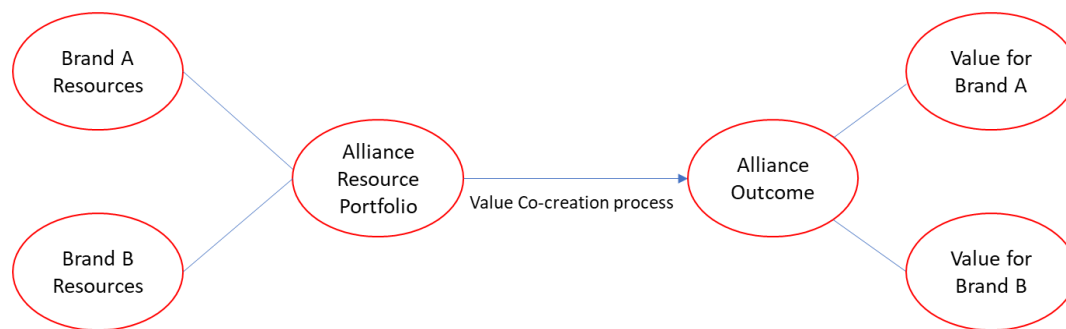 Brand A
Resources
Brand B
Resources
Alliance
Resource
Portfolio
Value Co-creation process
Alliance
Outcome
Value for
Brand A
Value for
Brand B